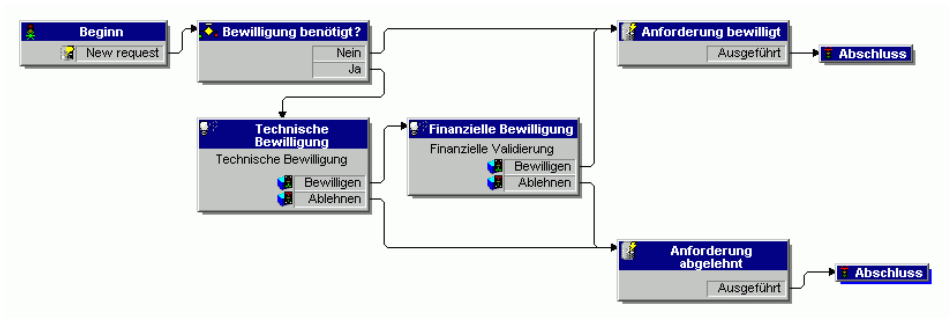 Beginn
New request
Bewilligung benötigt?
Nein
Ja
Anforderung bewilligt
Ausgeführt
Abschluss
Technische
Bewilligung
Technische Bewilligung
Bewilligen
Ablehnen
Finanzielle Bewilligung
Finanzielle Validierung
Bewilligen
Ablehnen
Anforderung
abgelehnt
Ausgeführt
Abschluss